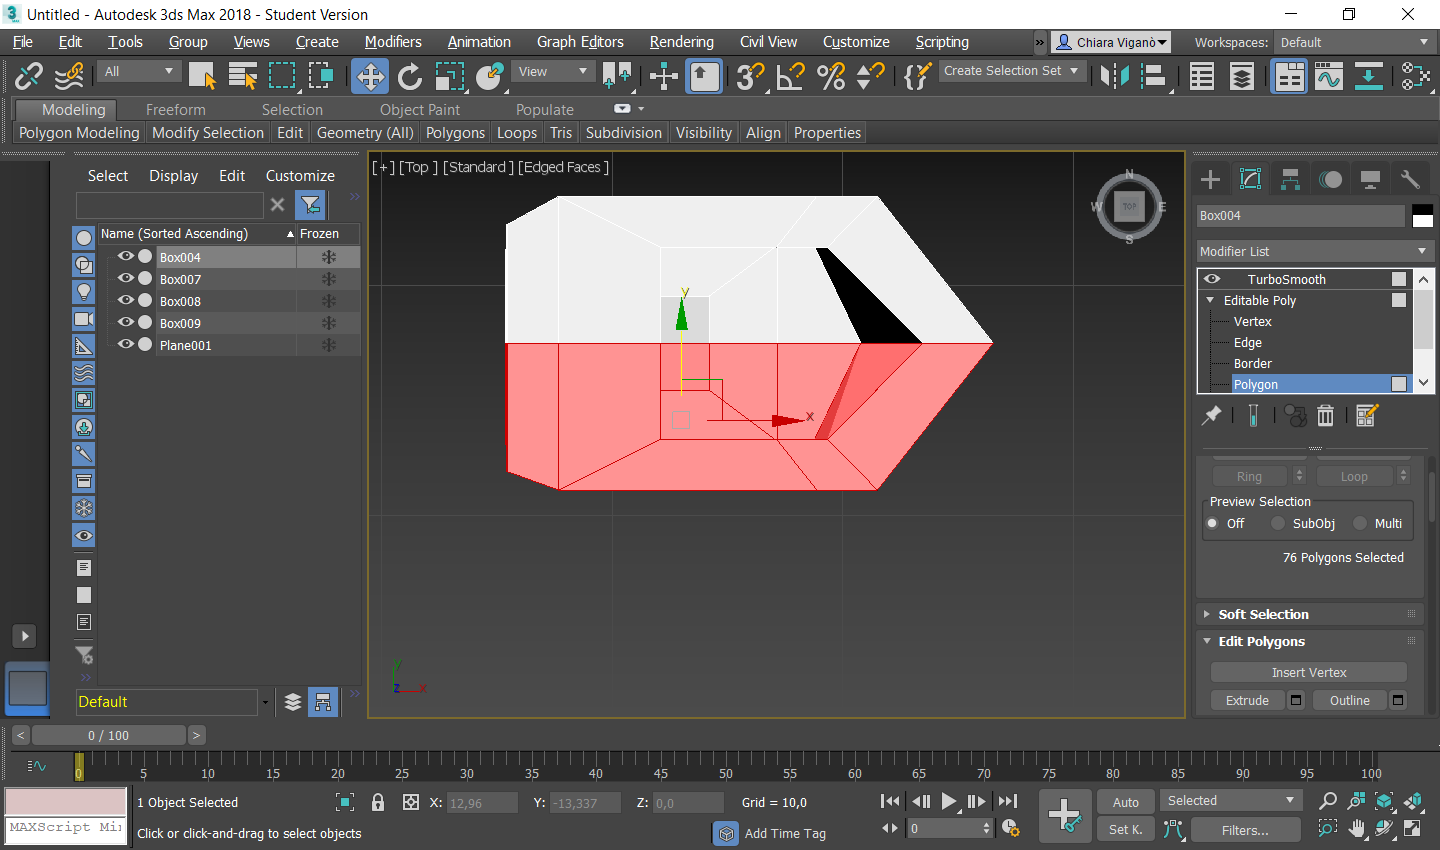 3 Untitled - Autodesk 3ds Max 2018 - Student Version
MAX
File Edit Tools Group Views Create Modifiers Animation Graph Editors Rendering Civil View Customize Scripting » Chiara Viganò Workspaces: Default
All View Create Selection Set
Modeling Freeform Selection Object Paint Populate
Polygon Modeling Modify Selection Edit Geometry (All) Polygons Loops Tris Subdivision Visibility Align Properties
Select Display Edit Customize
Name (Sorted Ascending) Frozen
Box004
Box007
Box008
Box009
Plane001
Default
[+] [Top ] [Standard ] [Edged Faces ]
N
W TOP E
S
y
x
y
z x
Box004
Modifier List
TurboSmooth
Editable Poly
Vertex
Edge
Border
Polygon
Ring Loop
Preview Selection
Off SubObj Multi
76 Polygons Selected
Soft Selection
Edit Polygons
Insert Vertex
Extrude Outline
< 0 / 100 >
0 5 10 15 20 25 30 35 40 45 50 55 60 65 70 75 80 85 90 95 100
1 Object Selected X: 12,96 Y: -13,337 Z: 0,0 Grid = 10,0 Auto Selected
MAXScript Mi
Click or click-and-drag to select objects Add Time Tag 0 Set K. Filters...